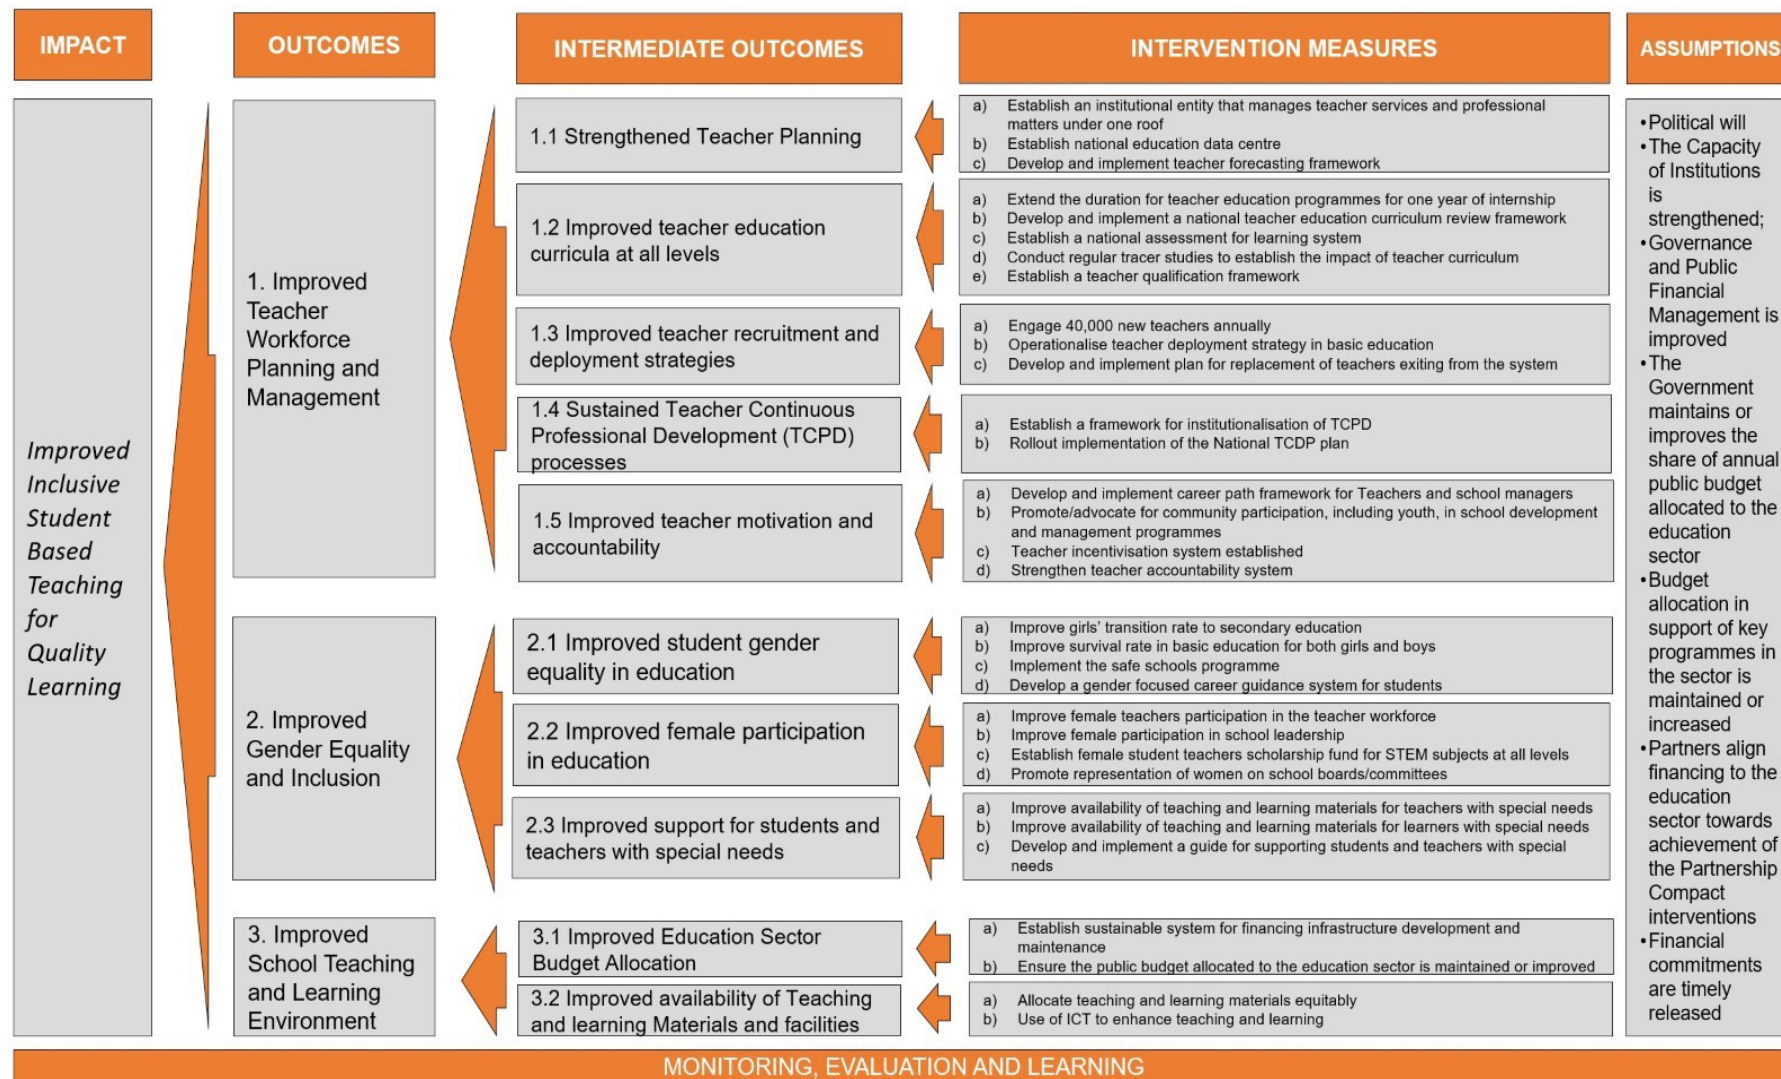 IMPACT
OUTCOMES
INTERMEDIATE OUTCOMES
INTERVENTION MEASURES
ASSUMPTIONS
Improved
Inclusive
Student
Based
Teaching
for
Quality
Learning
1. Improved
Teacher
Workforce
Planning and
Management
1.1 Strengthened Teacher Planning
a) Establish an institutional entity that manages teacher services and professional
matters under one roof
b) Establish national education data centre
c) Develop and implement teacher forecasting framework
1.2 Improved teacher education
curricula at all levels
a) Extend the duration for teacher education programmes for one year of internship
b) Develop and implement a national teacher education curriculum review framework
c) Establish a national assessment for learning system
d) Conduct regular tracer studies to establish the impact of teacher curriculum
e) Establish a teacher qualification framework
1.3 Improved teacher recruitment and
deployment strategies
a) Engage 40,000 new teachers annually
b) Operationalise teacher deployment strategy in basic education
c) Develop and implement plan for replacement of teachers exiting from the system
1.4 Sustained Teacher Continuous
Professional Development (TCPD)
processes
a) Establish a framework for institutionalisation of TCPD
b) Rollout implementation of the National TCDP plan
1.5 Improved teacher motivation and
accountability
a) Develop and implement career path framework for Teachers and school managers
b) Promote/advocate for community participation, including youth, in school development
and management programmes
c) Teacher incentivisation system established
d) Strengthen teacher accountability system
2. Improved
Gender Equality
and Inclusion
2.1 Improved student gender
equality in education
a) Improve girls' transition rate to secondary education
b) Improve survival rate in basic education for both girls and boys
c) Implement the safe schools programme
d) Develop a gender focused career guidance system for students
2.2 Improved female participation
in education
a) Improve female teachers participation in the teacher workforce
b) Improve female participation in school leadership
c) Establish female student teachers scholarship fund for STEM subjects at all levels
d) Promote representation of women on school boards/committees
2.3 Improved support for students and
teachers with special needs
a) Improve availability of teaching and learning materials for teachers with special needs
b) Improve availability of teaching and learning materials for learners with special needs
c) Develop and implement a guide for supporting students and teachers with special
needs
3. Improved
School Teaching
and Learning
Environment
3.1 Improved Education Sector
Budget Allocation
a) Establish sustainable system for financing infrastructure development and
maintenance
b) Ensure the public budget allocated to the education sector is maintained or improved
3.2 Improved availability of Teaching
and learning Materials and facilities
a) Allocate teaching and learning materials equitably
b) Use of ICT to enhance teaching and learning
•Political will
•The Capacity
of Institutions
is
strengthened;
•Governance
and Public
Financial
Management is
improved
•The
Government
maintains or
improves the
share of annual
public budget
allocated to the
education
sector
•Budget
allocation in
support of key
programmes in
the sector is
maintained or
increased
•Partners align
financing to the
education
sector towards
achievement of
the Partnership
Compact
interventions
•Financial
commitments
are timely
released
MONITORING, EVALUATION AND LEARNING